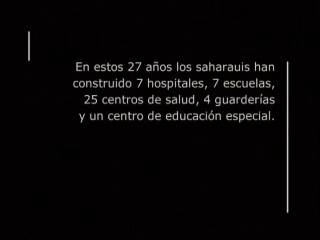 En estos 27 años los saharauis han
construido 7 hospitales, 7 escuelas,
25 centros de salud, 4 guarderías
y un centro de educación especial.